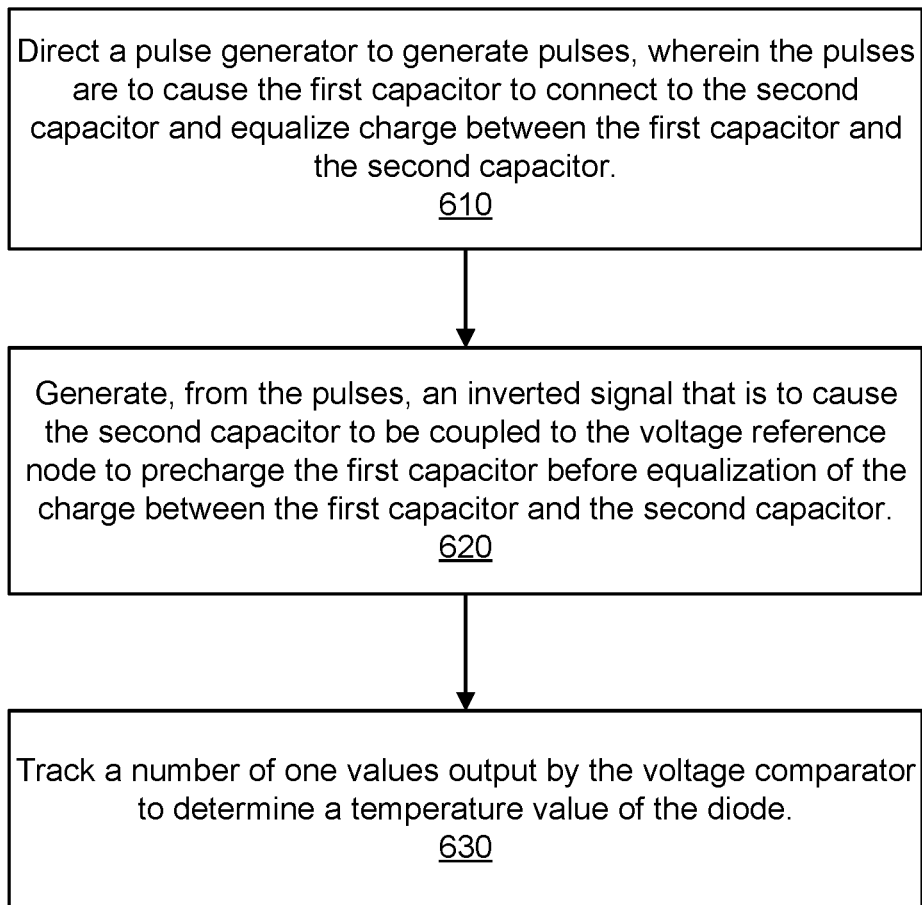 Direct a pulse generator to generate pulses, wherein the pulses
are to cause the first capacitor to connect to the second
capacitor and equalize charge between the first capacitor and
the second capacitor.
610
Generate, from the pulses, an inverted signal that is to cause
the second capacitor to be coupled to the voltage reference
node to precharge the first capacitor before equalization of the
charge between the first capacitor and the second capacitor.
620
Track a number of one values output by the voltage comparator
to determine a temperature value of the diode.
630